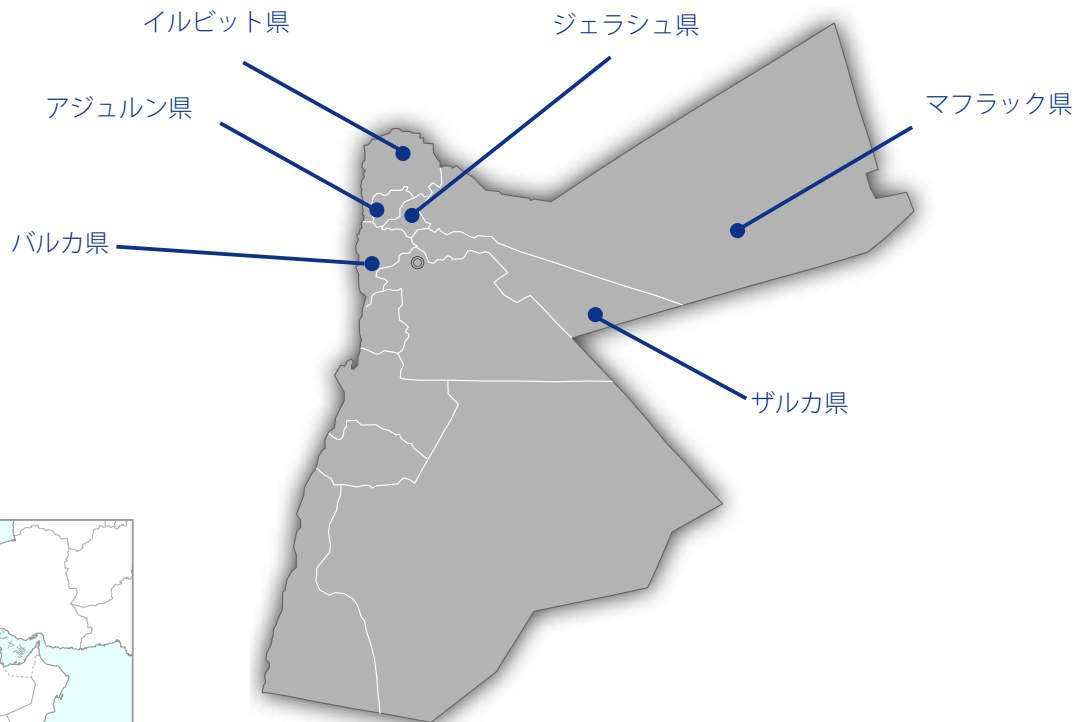 イルビット県
ジェラシュ県
アジュルン県
マフラック県
バルカ県
ザルカ県